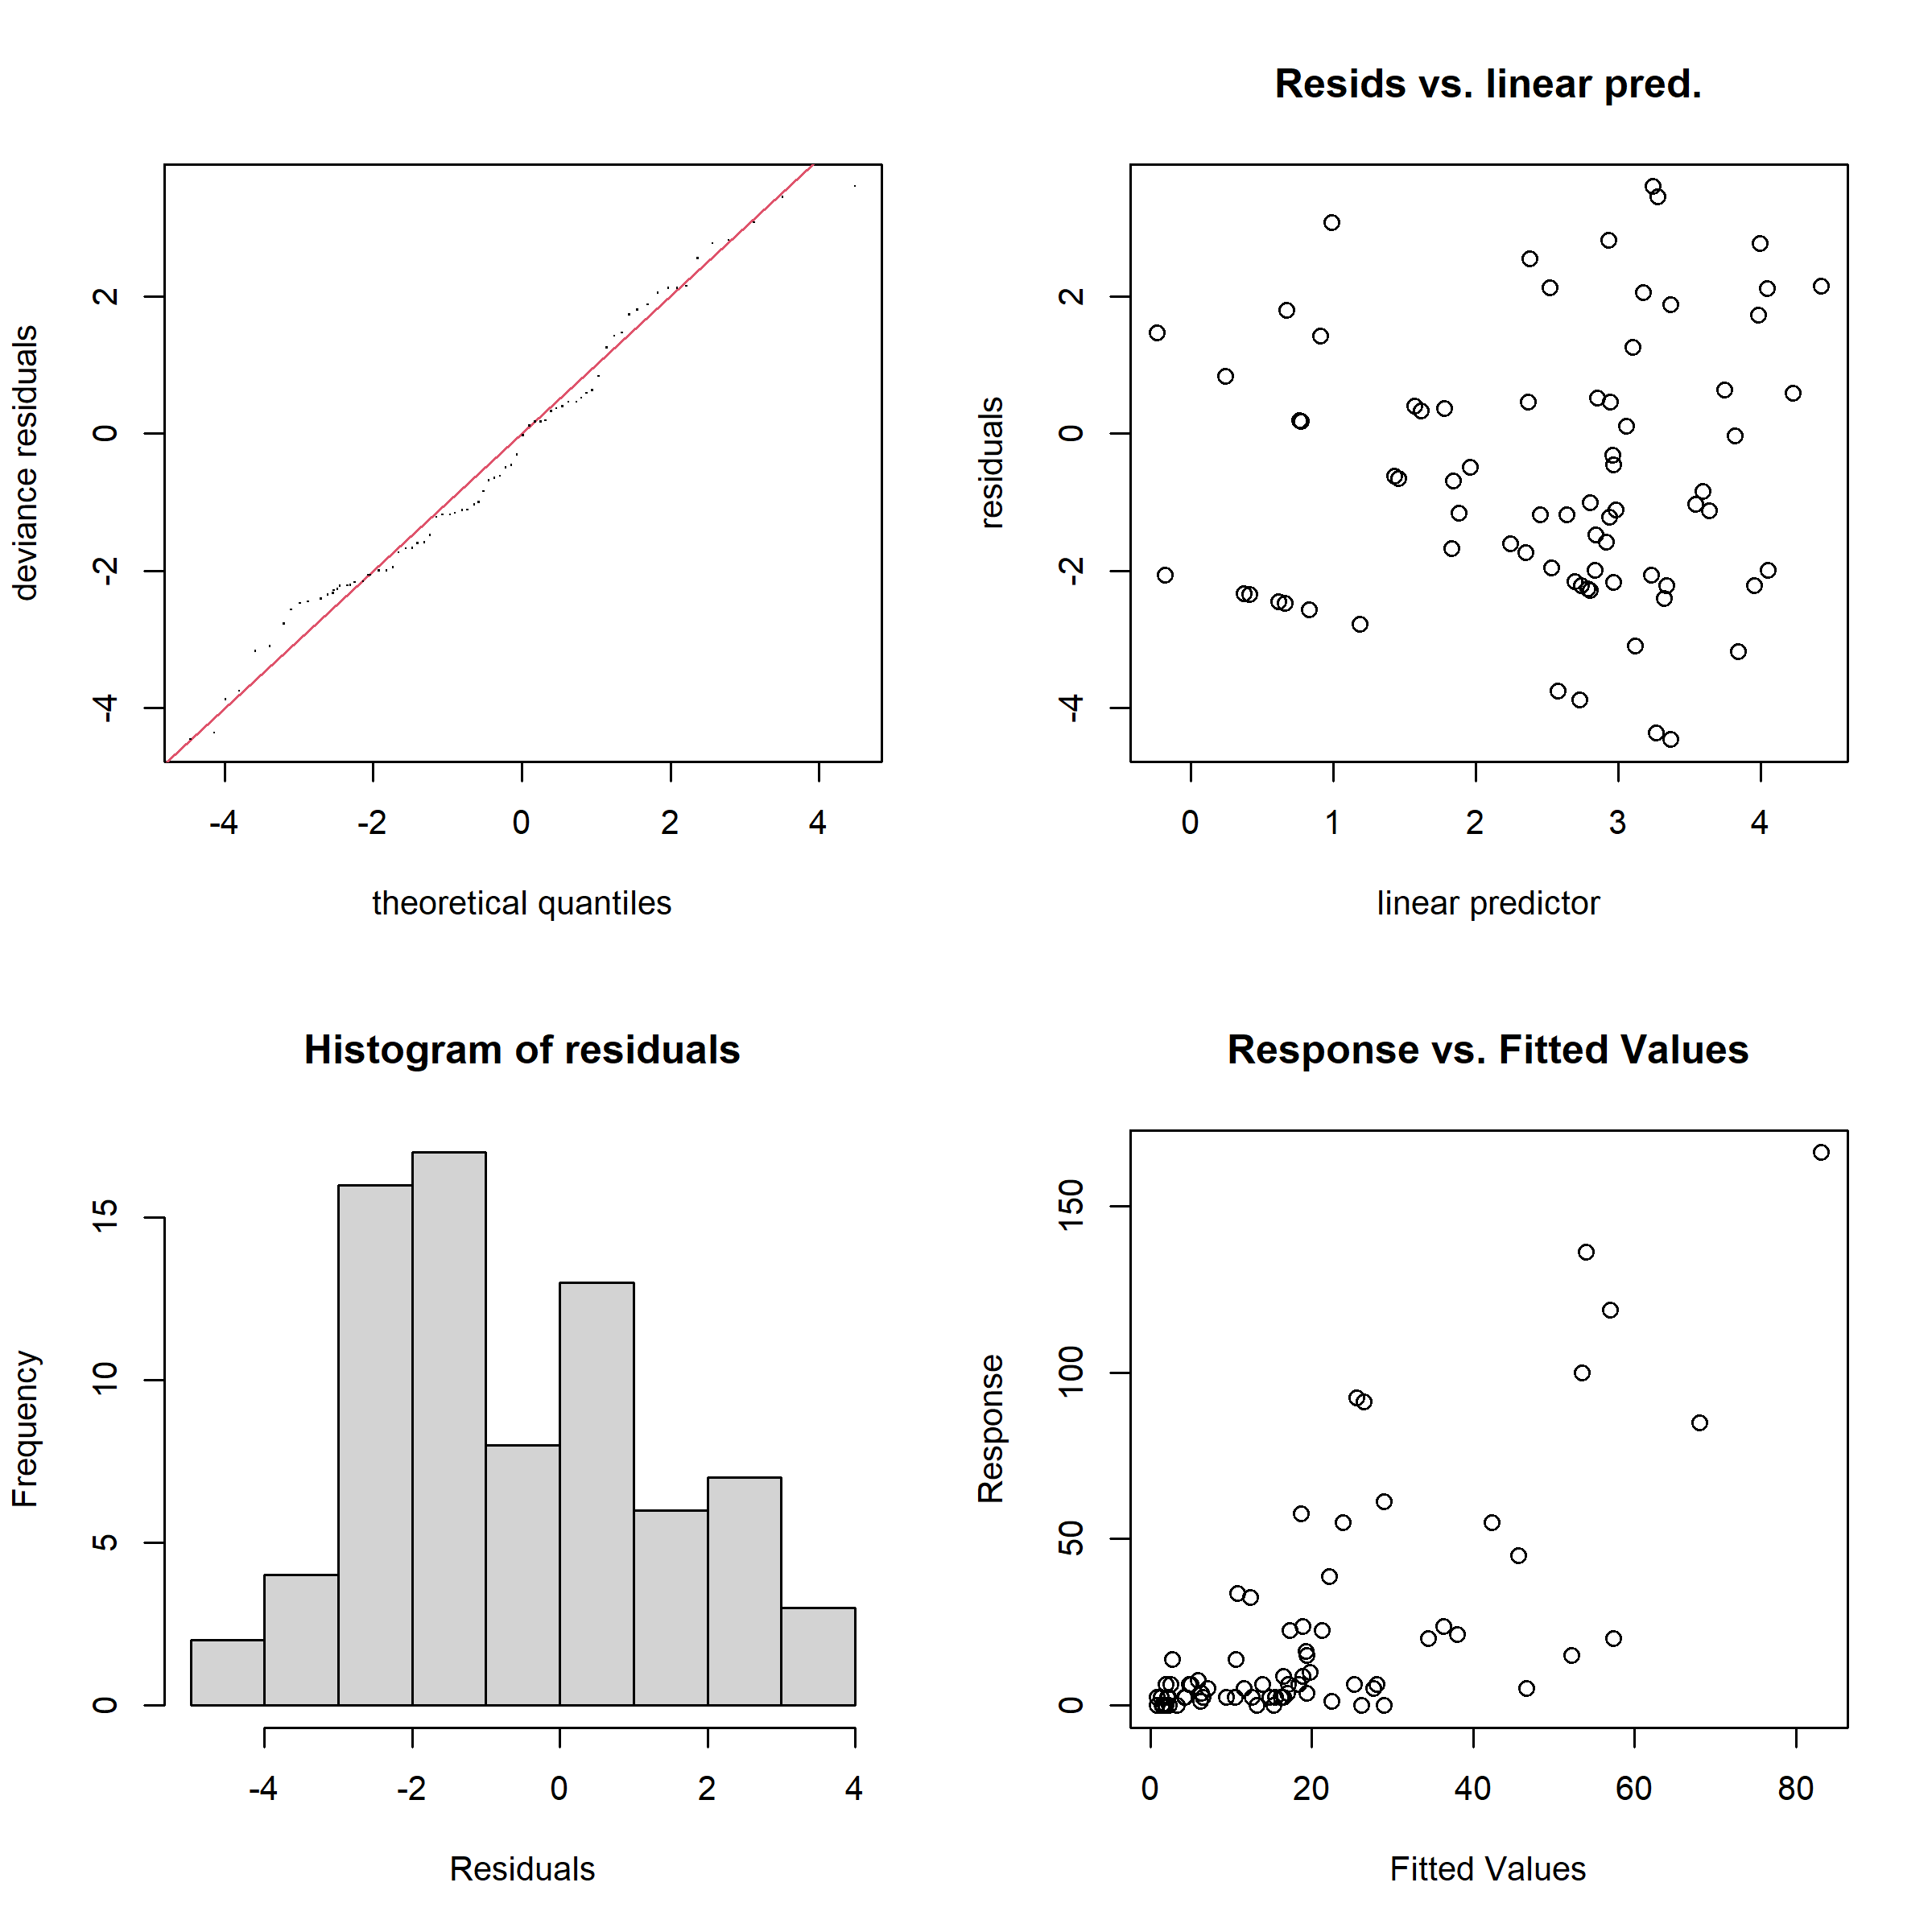 deviance residuals
2
0
-2
-4
-4 -2 0 2 4
theoretical quantiles
Resids vs. linear pred.
residuals
2
0
-2
-4
0 1 2 3 4
linear predictor
Histogram of residuals
Frequency
15
10
5
0
-4 -2 0 2 4
Residuals
Response vs. Fitted Values
Response
150
100
50
0
0 20 40 60 80
Fitted Values